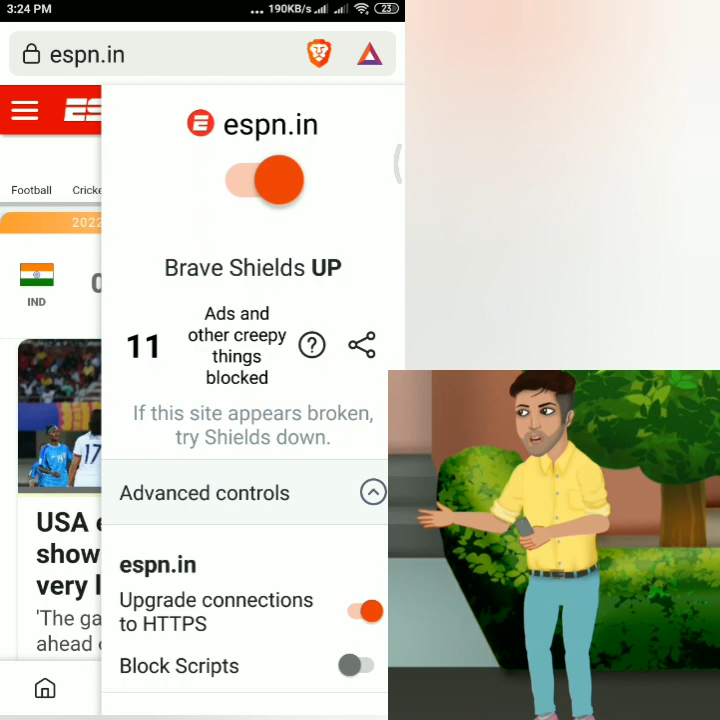 3:24 PM ... 190KB/s 23
espn.in
espn.in
Football Cricke
2022
IND 0
Brave Shields UP
11
Ads and
other creepy
things
blocked
If this site appears broken,
try Shields down.
Advanced controls
17
USA
show
very
'The ga
ahead
espn.in
Upgrade connections
to HTTPS
Block Scripts